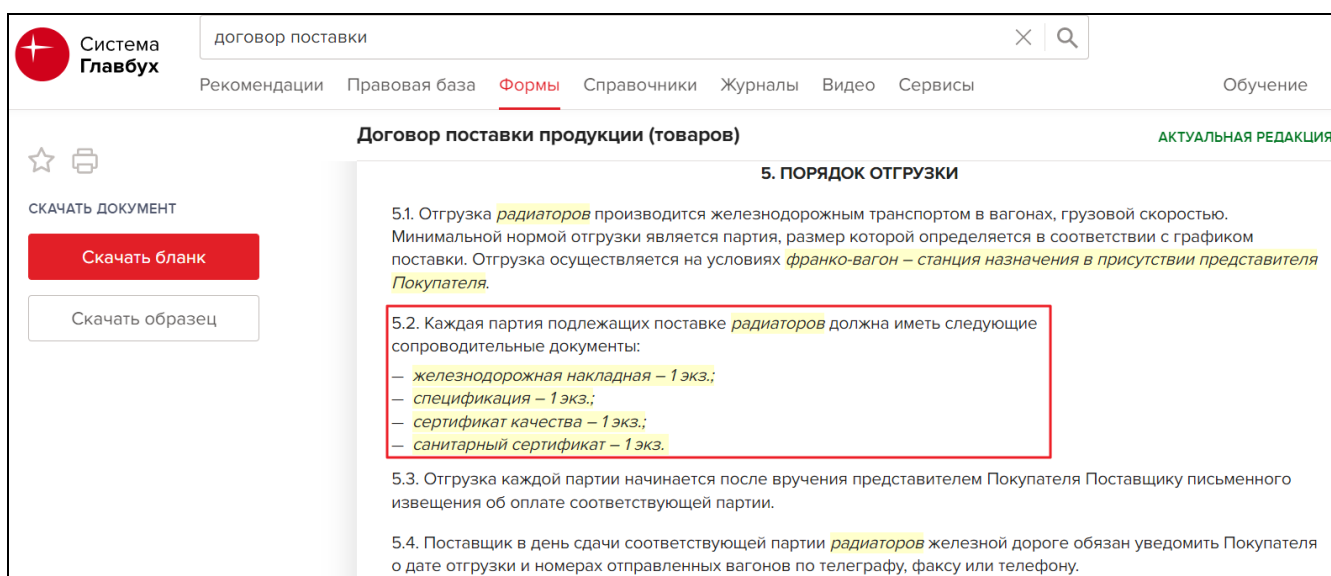 Система
Главбух
договор поставки
Рекомендации Правовая база Формы Справочники Журналы Видео Сервисы Обучение
Договор поставки продукции (товаров)
АКТУАЛЬНАЯ РЕДАКЦИЯ
СКАЧАТЬ ДОКУМЕНТ
Скачать бланк
Скачать образец
5. ПОРЯДОК ОТГРУЗКИ
5.1. Отгрузка радиаторов производится железнодорожным транспортом в вагонах, грузовой скоростью.
Минимальной нормой отгрузки является партия, размер которой определяется в соответствии с графиком
поставки. Отгрузка осуществляется на условиях франко-вагон – станция назначения в присутствии представителя
Покупателя.
5.2. Каждая партия подлежащих поставке радиаторов должна иметь следующие
сопроводительные документы:
— железнодорожная накладная – 1 экз.;
— спецификация – 1 экз.;
— сертификат качества – 1 экз.;
— санитарный сертификат – 1 экз.
5.3. Отгрузка каждой партии начинается после вручения представителем Покупателя Поставщику письменного
извещения об оплате соответствующей партии.
5.4. Поставщик в день сдачи соответствующей партии радиаторов железной дороге обязан уведомить Покупателя
о дате отгрузки и номерах отправленных вагонов по телеграфу, факсу или телефону.